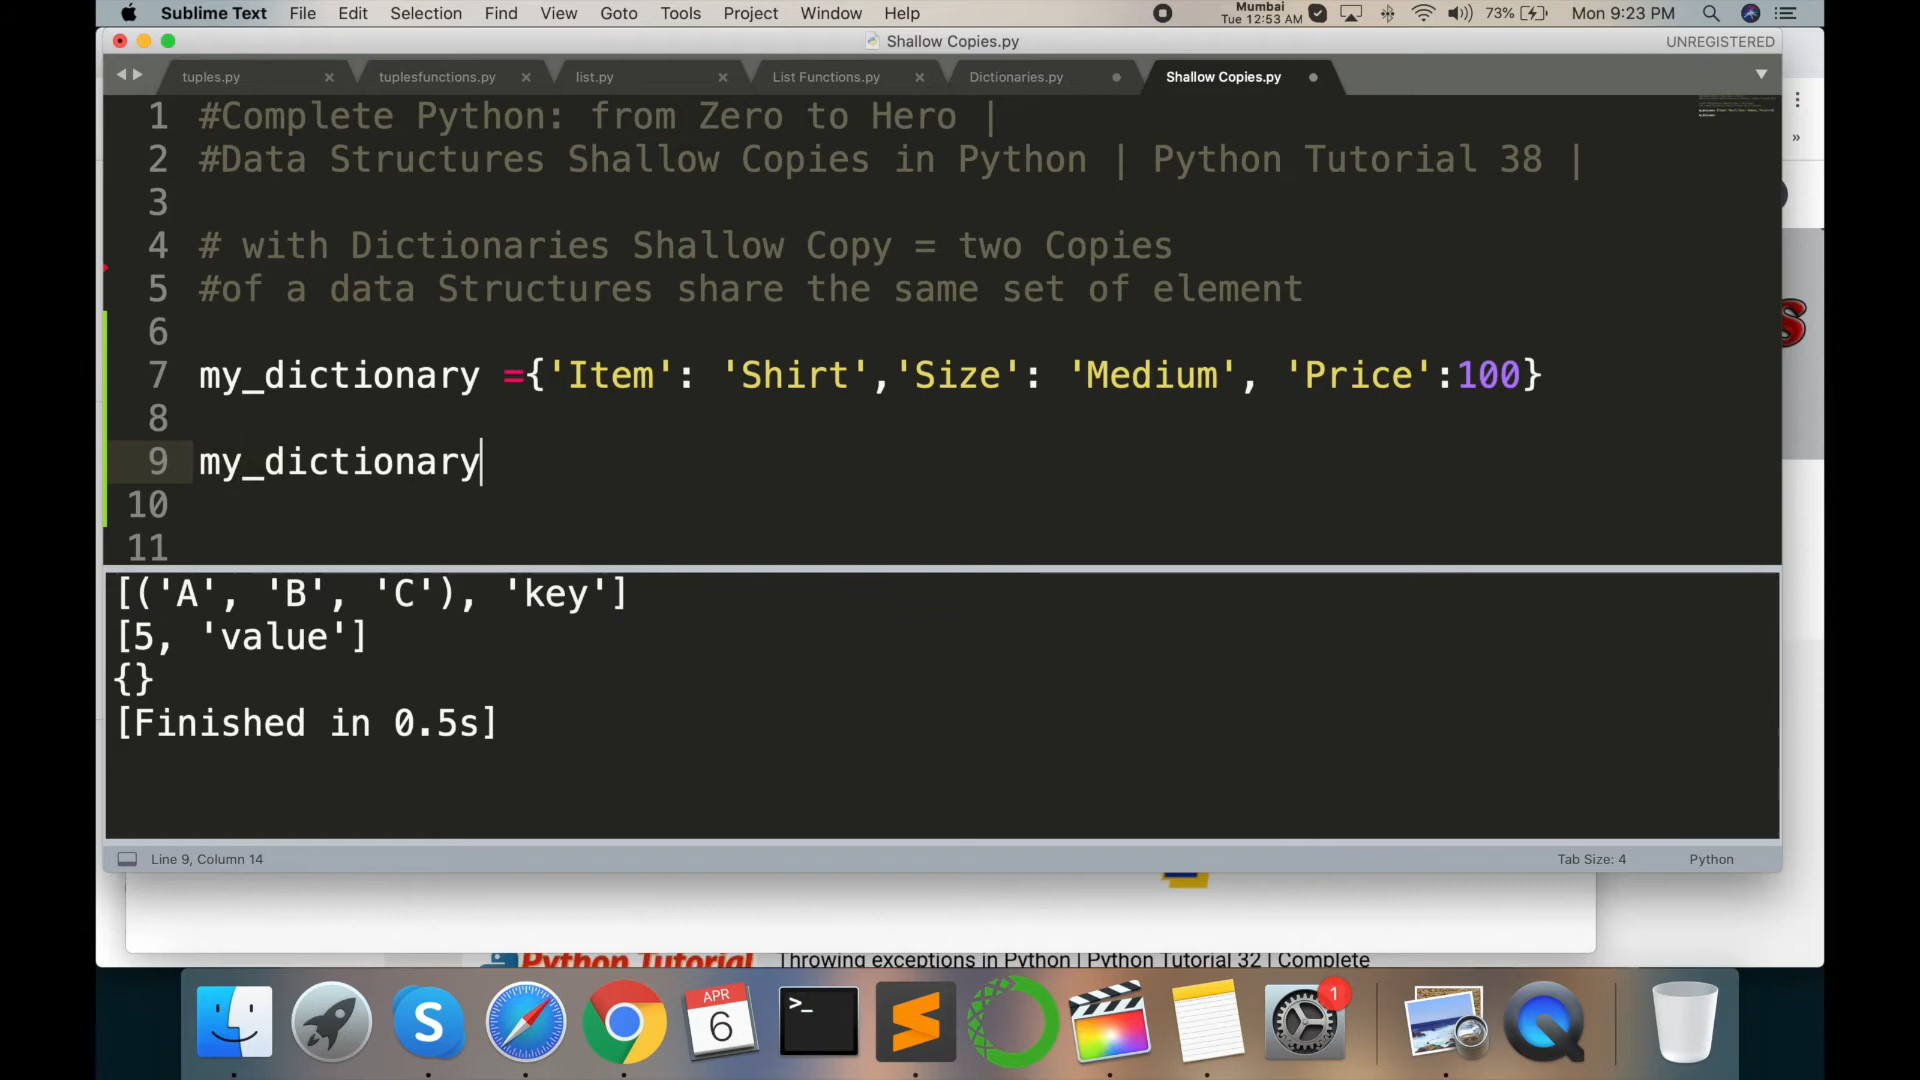 Sublime Text File Edit Selection Find View Goto Tools Project Window Help Mumbai Tue 12:53 AM 73% Mon 9:23 PM
Shallow Copies.py UNREGISTERED
tuples.py tuplesfunctions.py list.py List Functions.py Dictionaries.py Shallow Copies.py
1 #Complete Python: from Zero to Hero |
2 #Data Structures Shallow Copies in Python | Python Tutorial 38 |
3
4 # with Dictionaries Shallow Copy = two Copies
5 #of a data Structures share the same set of element
6
7 my_dictionary ={'Item': 'Shirt','Size': 'Medium', 'Price':100}
8
9 my_dictionary
10
11
[('A', 'B', 'C'), 'key']
[5, 'value']
{}
[Finished in 0.5s]
Line 9, Column 14 Tab Size: 4 Python
Python Tutorial Throwing exceptions in Python | Python Tutorial 32 | Complete
APR
6
1